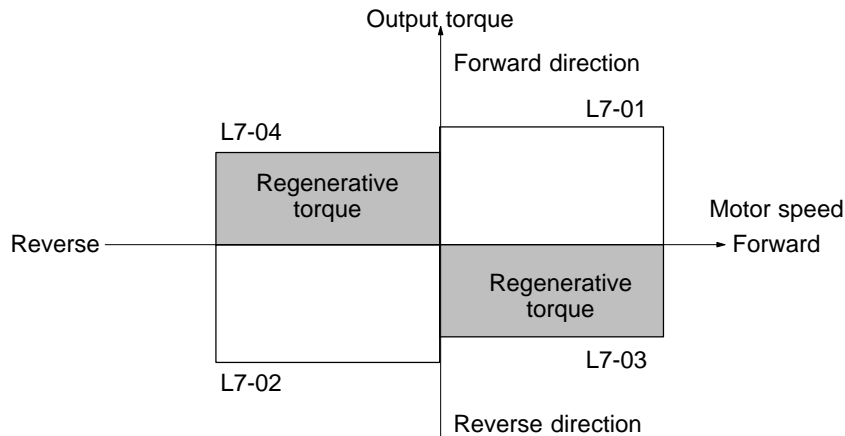 Output torque
Forward direction
L7-04
L7-01
Regenerative
torque
Motor speed
Reverse
Forward
Regenerative
torque
L7-02
L7-03
Reverse direction